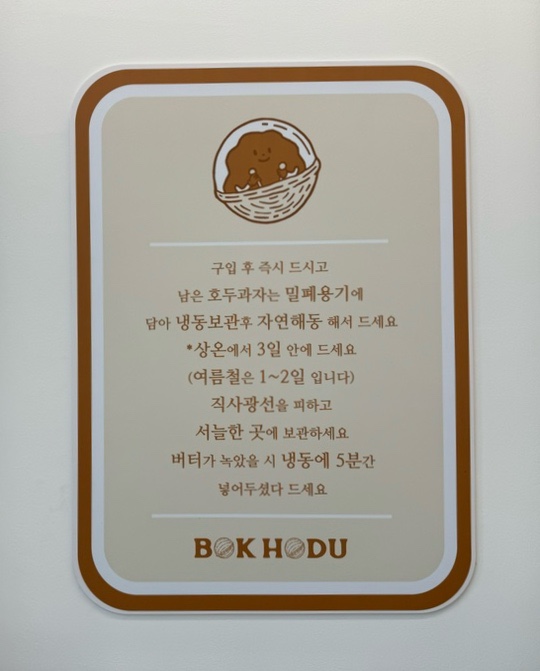 구입 후 즉시 드시고
남은 호두과자는 밀폐용기에
담아 냉동보관후 자연해동 해서 드세요
*상온에서 3일 안에 드세요
(여름철은 1~2일 입니다)
직사광선을 피하고
서늘한 곳에 보관하세요
버터가 녹았을 시 냉동에 5분간
넣어두셨다 드세요
BOK HODU